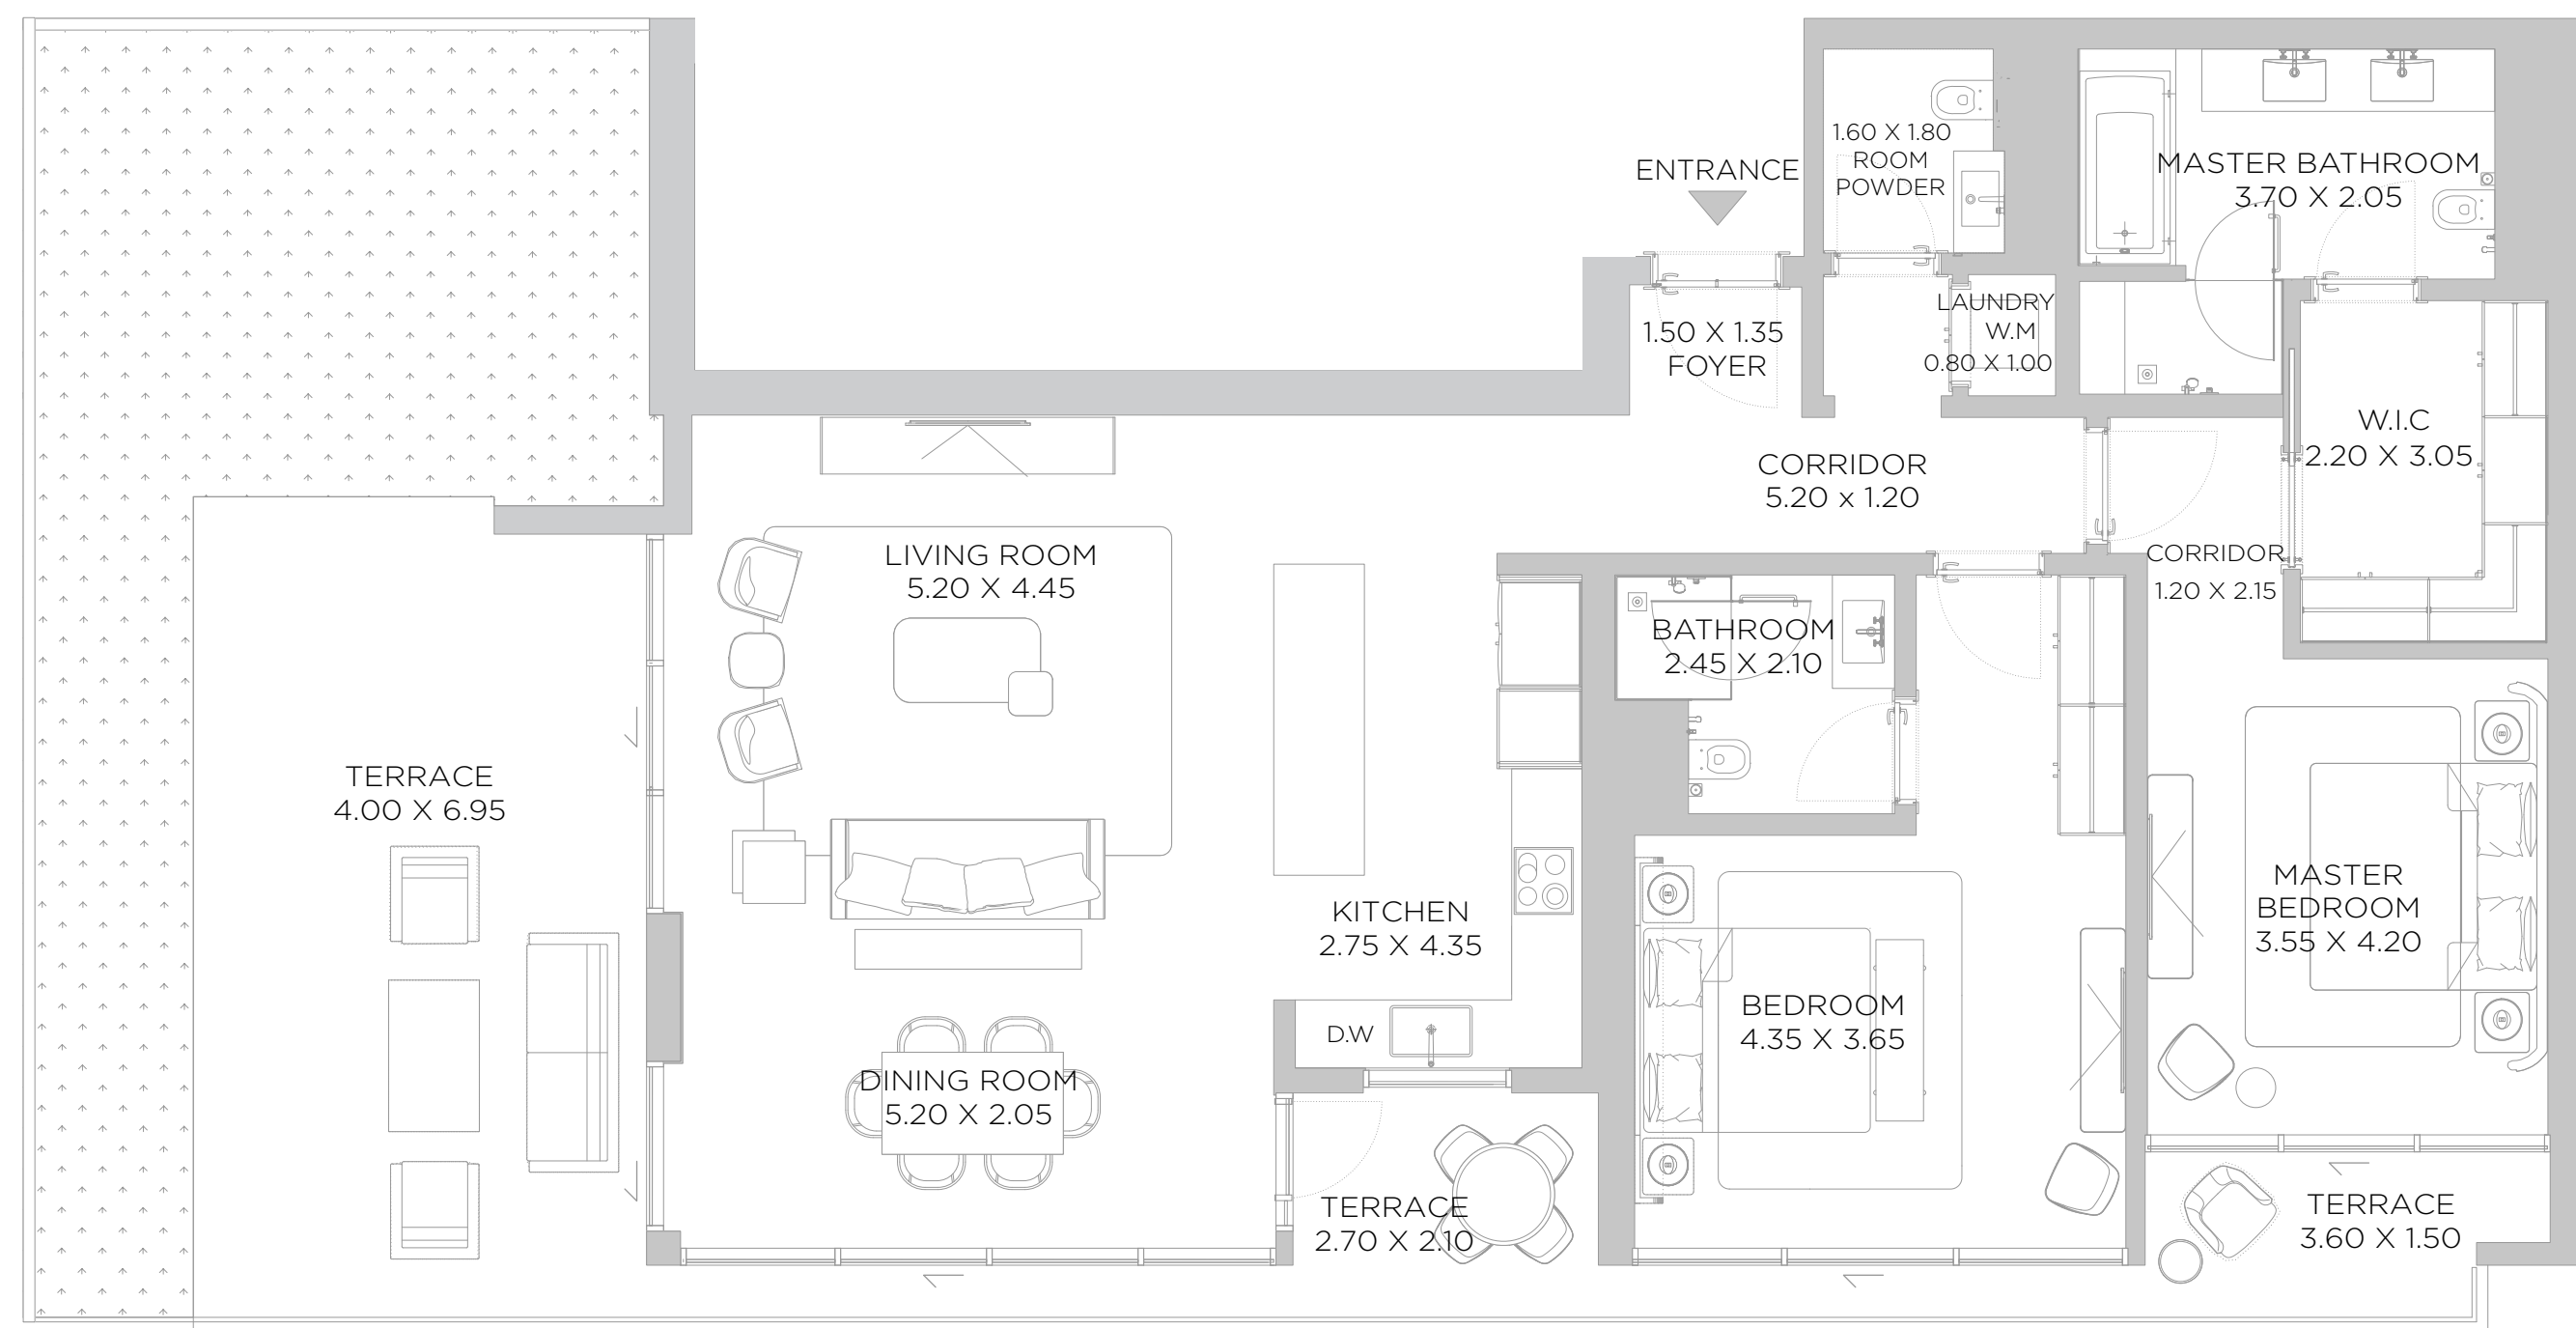 1.60 X 1.80
ROOM
POWDER
ENTRANCE
MASTER BATHROOM
3.70 X 2.05
LAUNDRY
W.M
0.80 X 1.00
1.50 X 1.35
FOYER
W.I.C
2.20 X 3.05
CORRIDOR
5.20 x 1.20
CORRIDOR
1.20 X 2.15
LIVING ROOM
5.20 X 4.45
BATHROOM
2.45 X 2.10
TERRACE
4.00 X 6.95
KITCHEN
2.75 X 4.35
MASTER
BEDROOM
3.55 X 4.20
BEDROOM
4.35 X 3.65
D.W
DINING ROOM
5.20 X 2.05
TERRACE
2.70 X 2.10
TERRACE
3.60 X 1.50